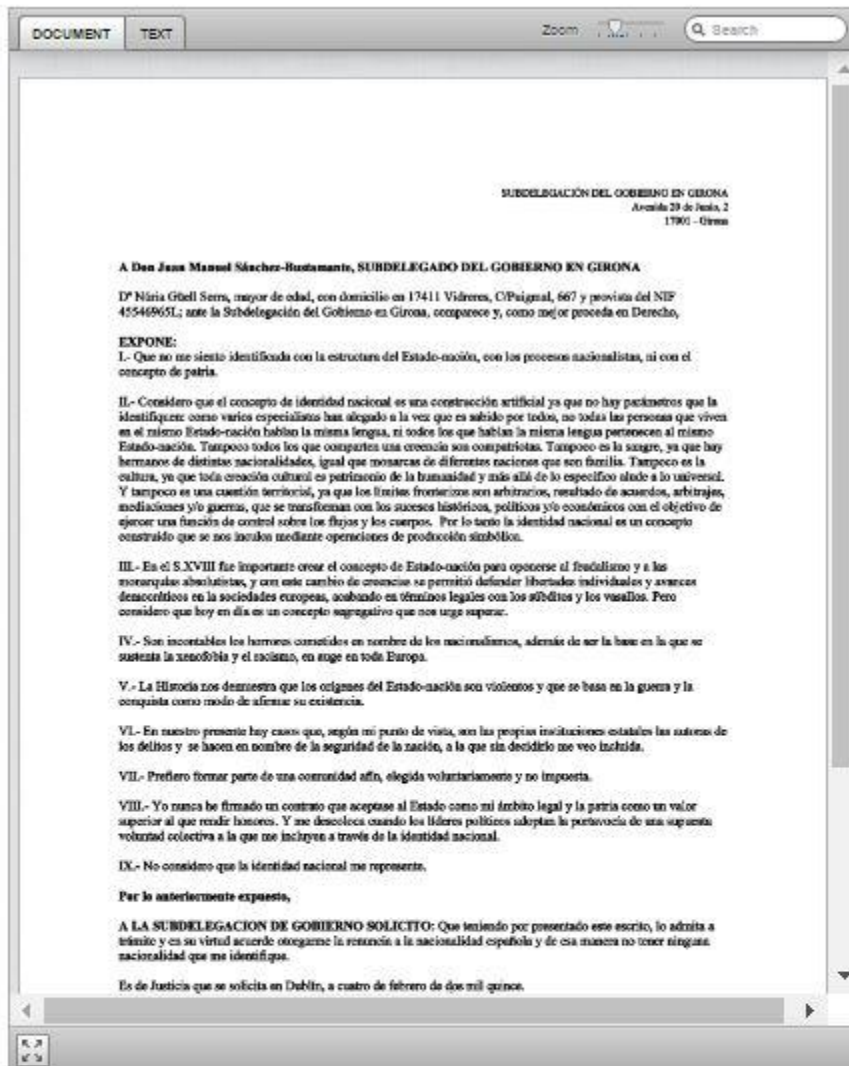 DOCUMENT
TEXT
Zoom
Search
SUBDELEGACIÓN DEL GOBIERNO EN GIRONA
Avenida 20 de Junio, 2
17001 - Girona
A Don Juan Manuel Sánchez-Bustamante, SUBDELEGADO DEL GOBIERNO EN GIRONA
Dª Núria Güell Serra, mayor de edad, con domicilio en 17411 Vidreres, C/Puigmal, 667 y provista del NIF
45546965L; ante la Subdelegación del Gobierno en Girona, comparece y, como mejor proceda en Derecho,
EXPONE:
I.- Que no me siento identificada con la estructura del Estado-nación, con los procesos nacionalistas, ni con el
concepto de patria.
II.- Considero que el concepto de identidad nacional es una construcción artificial ya que no hay parámetros que la
identifiquen: como varios especialistas han alegado a la vez que es sabido por todos, no todas las personas que viven
en el mismo Estado-nación hablan la misma lengua, ni todos los que hablan la misma lengua pertenecen al mismo
Estado-nación. Tampoco todos los que comparten una creencia son compatriotas. Tampoco es la sangre, ya que hay
hermanos de distintas nacionalidades, igual que monarcas de diferentes naciones que son familia. Tampoco es la
cultura, ya que toda creación cultural es patrimonio de la humanidad y más allá de lo específico alude a lo universal.
Y tampoco es una cuestión territorial, ya que los límites fronterizos son arbitrarios, resultado de acuerdos, arbitrajes,
mediaciones y/o guerras, que se transforman con los sucesos históricos, políticos y/o económicos con el objetivo de
ejercer una función de control sobre los flujos y los cuerpos. Por lo tanto la identidad nacional es un concepto
construido que se nos inculca mediante operaciones de producción simbólica.
III.- En el S.XVIII fue importante crear el concepto de Estado-nación para oponerse al feudalismo y a las
monarquías absolutistas, y con este cambio de creencias se permitió defender libertades individuales y avances
democráticos en la sociedades europeas, acabando en términos legales con los súbditos y los vasallos. Pero
considero que hoy en día es un concepto segregativo que nos urge superar.
IV.- Son incontables los horrores cometidos en nombre de los nacionalismos, además de ser la base en la que se
sustenta la xenofobia y el racismo, en auge en toda Europa.
V.- La Historia nos demuestra que los orígenes del Estado-nación son violentos y que se basa en la guerra y la
conquista como modo de afirmar su existencia.
VI.- En nuestro presente hay casos que, según mi punto de vista, son las propias instituciones estatales las autoras de
los delitos y se hacen en nombre de la seguridad de la nación, a la que sin decidirlo me veo incluida.
VII.- Prefiero formar parte de una comunidad afín, elegida voluntariamente y no impuesta.
VIII.- Yo nunca he firmado un contrato que aceptase al Estado como mi ámbito legal y la patria como un valor
superior al que rendir honores. Y me descoloca cuando los líderes políticos adoptan la portavocía de una supuesta
voluntad colectiva a la que me incluyen a través de la identidad nacional.
IX.- No considero que la identidad nacional me represente.
Por lo anteriormente expuesto,
A LA SUBDELEGACION DE GOBIERNO SOLICITO: Que teniendo por presentado este escrito, lo admita a
trámite y en su virtud acuerde otorgarme la renuncia a la nacionalidad española y de esa manera no tener ninguna
nacionalidad que me identifique.
Es de Justicia que se solicita en Dublín, a cuatro de febrero de dos mil quince.